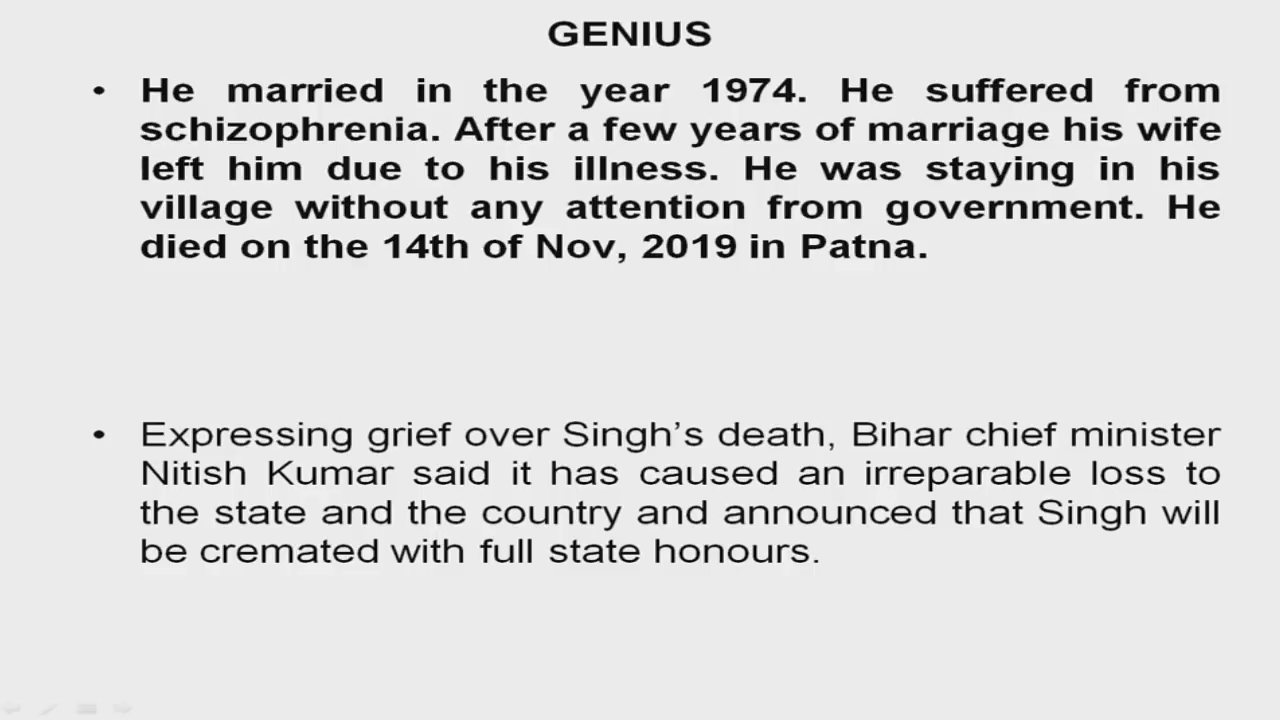 GENIUS
• He married in the year 1974. He suffered from
schizophrenia. After a few years of marriage his wife
left him due to his illness. He was staying in his
village without any attention from government. He
died on the 14th of Nov, 2019 in Patna.
• Expressing grief over Singh’s death, Bihar chief minister
Nitish Kumar said it has caused an irreparable loss to
the state and the country and announced that Singh will
be cremated with full state honours.